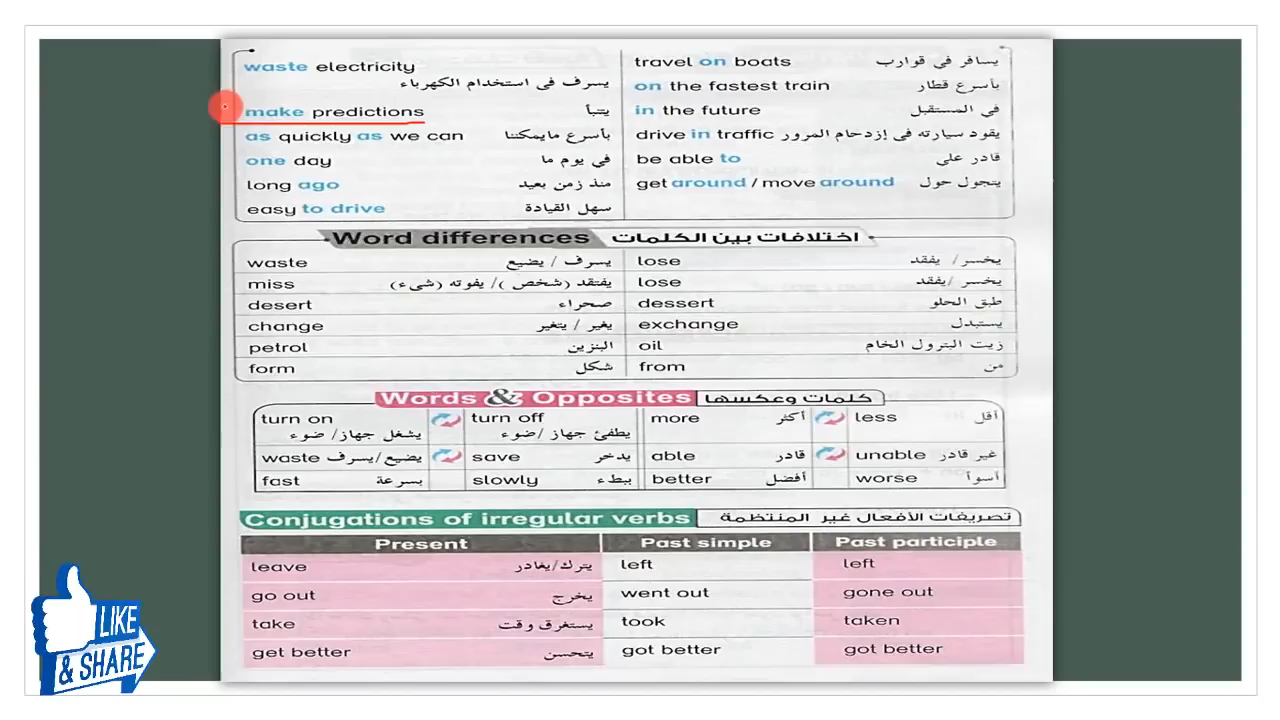 waste electricity
يسرف فى استخدام الكهرباء
make predictions يتبأ
as quickly as we can بأسرع مايمكننا
one day في يوم ما
long ago منذ زمن بعيد
easy to drive سهل القيادة
travel on boats يسافر فى قوارب
on the fastest train بأسرع قطار
in the future فى المستقبل
drive in traffic يقود سيارته فى إزدحام المرور
be able to قادر على
get around / move around يتجول حول
Word differences اختلافات بين الكلمات
waste يسرف / يضيع lose يخسر/ يفقد
miss يفتقد (شخص )/ يفوته (شىء) lose يخسر /يفقد
desert صحراء dessert طبق الحلو
change يغير / يتغير exchange يستبدل
petrol البنزين oil زيت البترول الخام
form شكل from من
Words & Opposites كلمات وعكسها
turn on يشغل جهاز/ ضوء turn off يطفئ جهاز /ضوء more أكثر less أقل
waste يضيع/يسرف save يدخر able قادر unable غير قادر
fast بسرعة slowly ببطء better أفضل worse أسوأ
Conjugations of irregular verbs تصريفات الأفعال غير المنتظمة
Present Past simple Past participle
leave يترك/يغادر left left
go out يخرج went out gone out
take يستغرق وقت took taken
get better يتحسن got better got better
LIKE
& SHARE